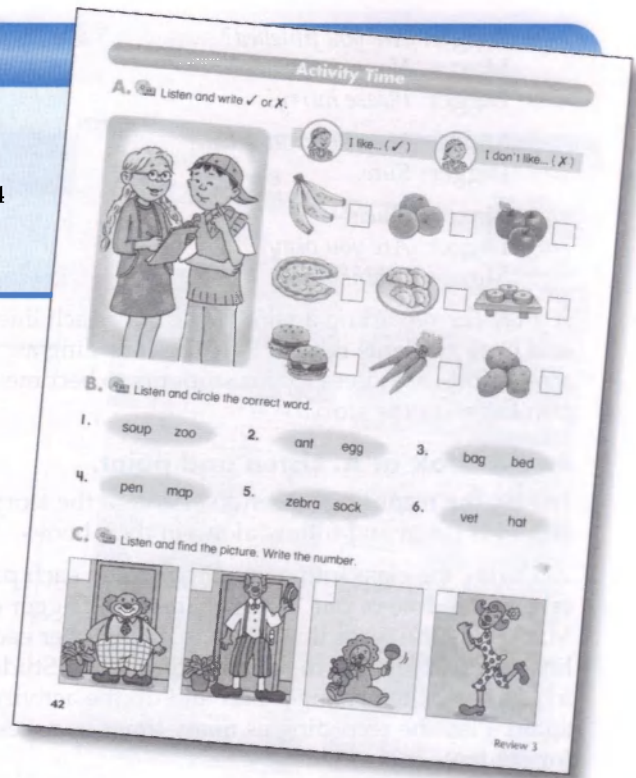 Activity Time
A. Listen and write ✓ or ✗.
I like... (✓)
I don't like... (✗)
B. Listen and circle the correct word.
1. soup zoo 2. ant egg 3. bag bed
4. pen map 5. zebra sock 6. vet hat
C. Listen and find the picture. Write the number.
42
Review 3
4